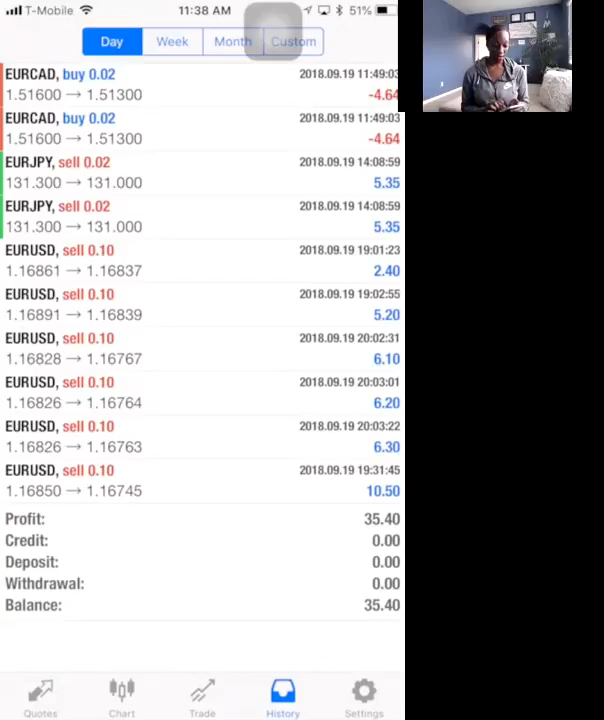 T-Mobile 11:38 AM 51%
Day Week Month Custom
EURCAD, buy 0.02 2018.09.19 11:49:03
1.51600 → 1.51300 -4.64
EURCAD, buy 0.02 2018.09.19 11:49:03
1.51600 → 1.51300 -4.64
EURJPY, sell 0.02 2018.09.19 14:08:59
131.300 → 131.000 5.35
EURJPY, sell 0.02 2018.09.19 14:08:59
131.300 → 131.000 5.35
EURUSD, sell 0.10 2018.09.19 19:01:23
1.16861 → 1.16837 2.40
EURUSD, sell 0.10 2018.09.19 19:02:55
1.16891 → 1.16839 5.20
EURUSD, sell 0.10 2018.09.19 20:02:31
1.16828 → 1.16767 6.10
EURUSD, sell 0.10 2018.09.19 20:03:01
1.16826 → 1.16764 6.20
EURUSD, sell 0.10 2018.09.19 20:03:22
1.16826 → 1.16763 6.30
EURUSD, sell 0.10 2018.09.19 19:31:45
1.16850 → 1.16745 10.50
Profit: 35.40
Credit: 0.00
Deposit: 0.00
Withdrawal: 0.00
Balance: 35.40
Quotes Chart Trade History Settings